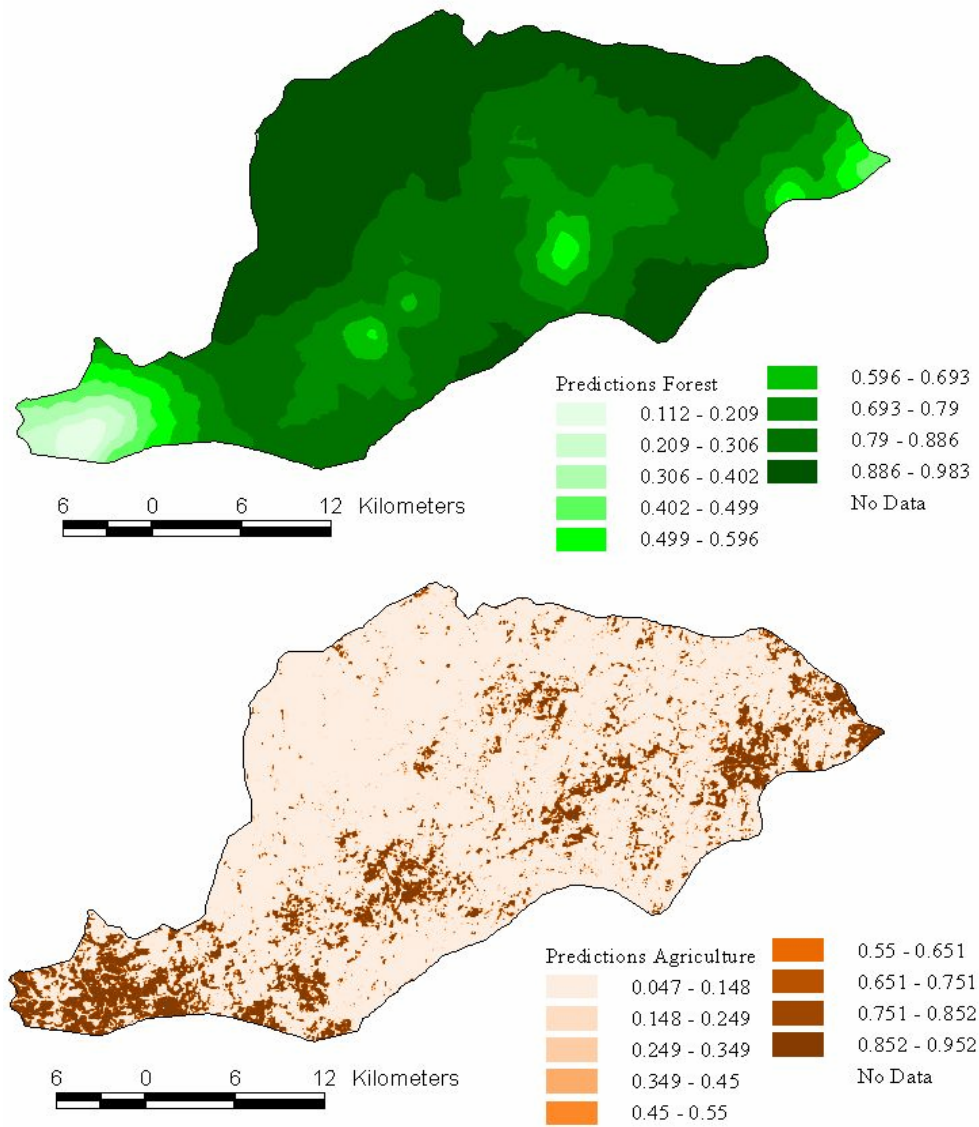 Predictions Forest
0.112 - 0.209
0.209 - 0.306
0.306 - 0.402
0.402 - 0.499
0.499 - 0.596
0.596 - 0.693
0.693 - 0.79
0.79 - 0.886
0.886 - 0.983
No Data
6 0 6 12 Kilometers
Predictions Agriculture
0.047 - 0.148
0.148 - 0.249
0.249 - 0.349
0.349 - 0.45
0.45 - 0.55
0.55 - 0.651
0.651 - 0.751
0.751 - 0.852
0.852 - 0.952
No Data
6 0 6 12 Kilometers